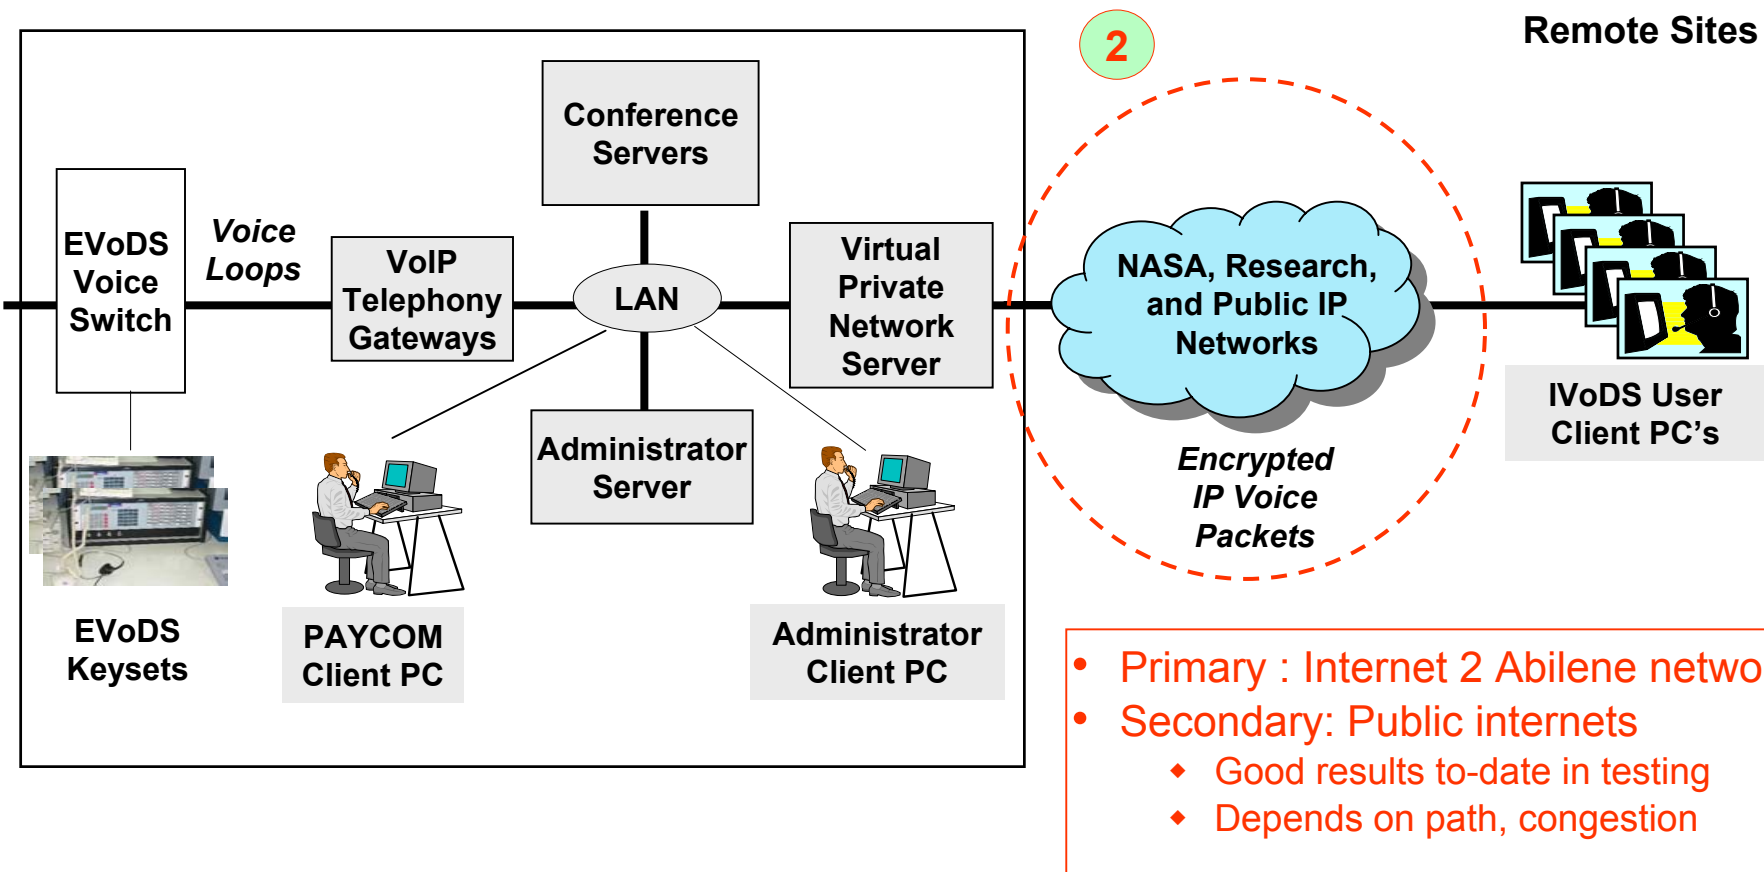 Remote Sites
2
Conference
Servers
EVoDS
Voice
Switch
Voice
Loops
VoIP
Telephony
Gateways
LAN
Virtual
Private
Network
Server
NASA, Research,
and Public IP
Networks
Encrypted
IP Voice
Packets
IVoDS User
Client PC’s
Administrator
Server
EVoDS
Keysets
PAYCOM
Client PC
Administrator
Client PC
• Primary : Internet 2 Abilene netwo
• Secondary: Public internets
◆ Good results to-date in testing
◆ Depends on path, congestion